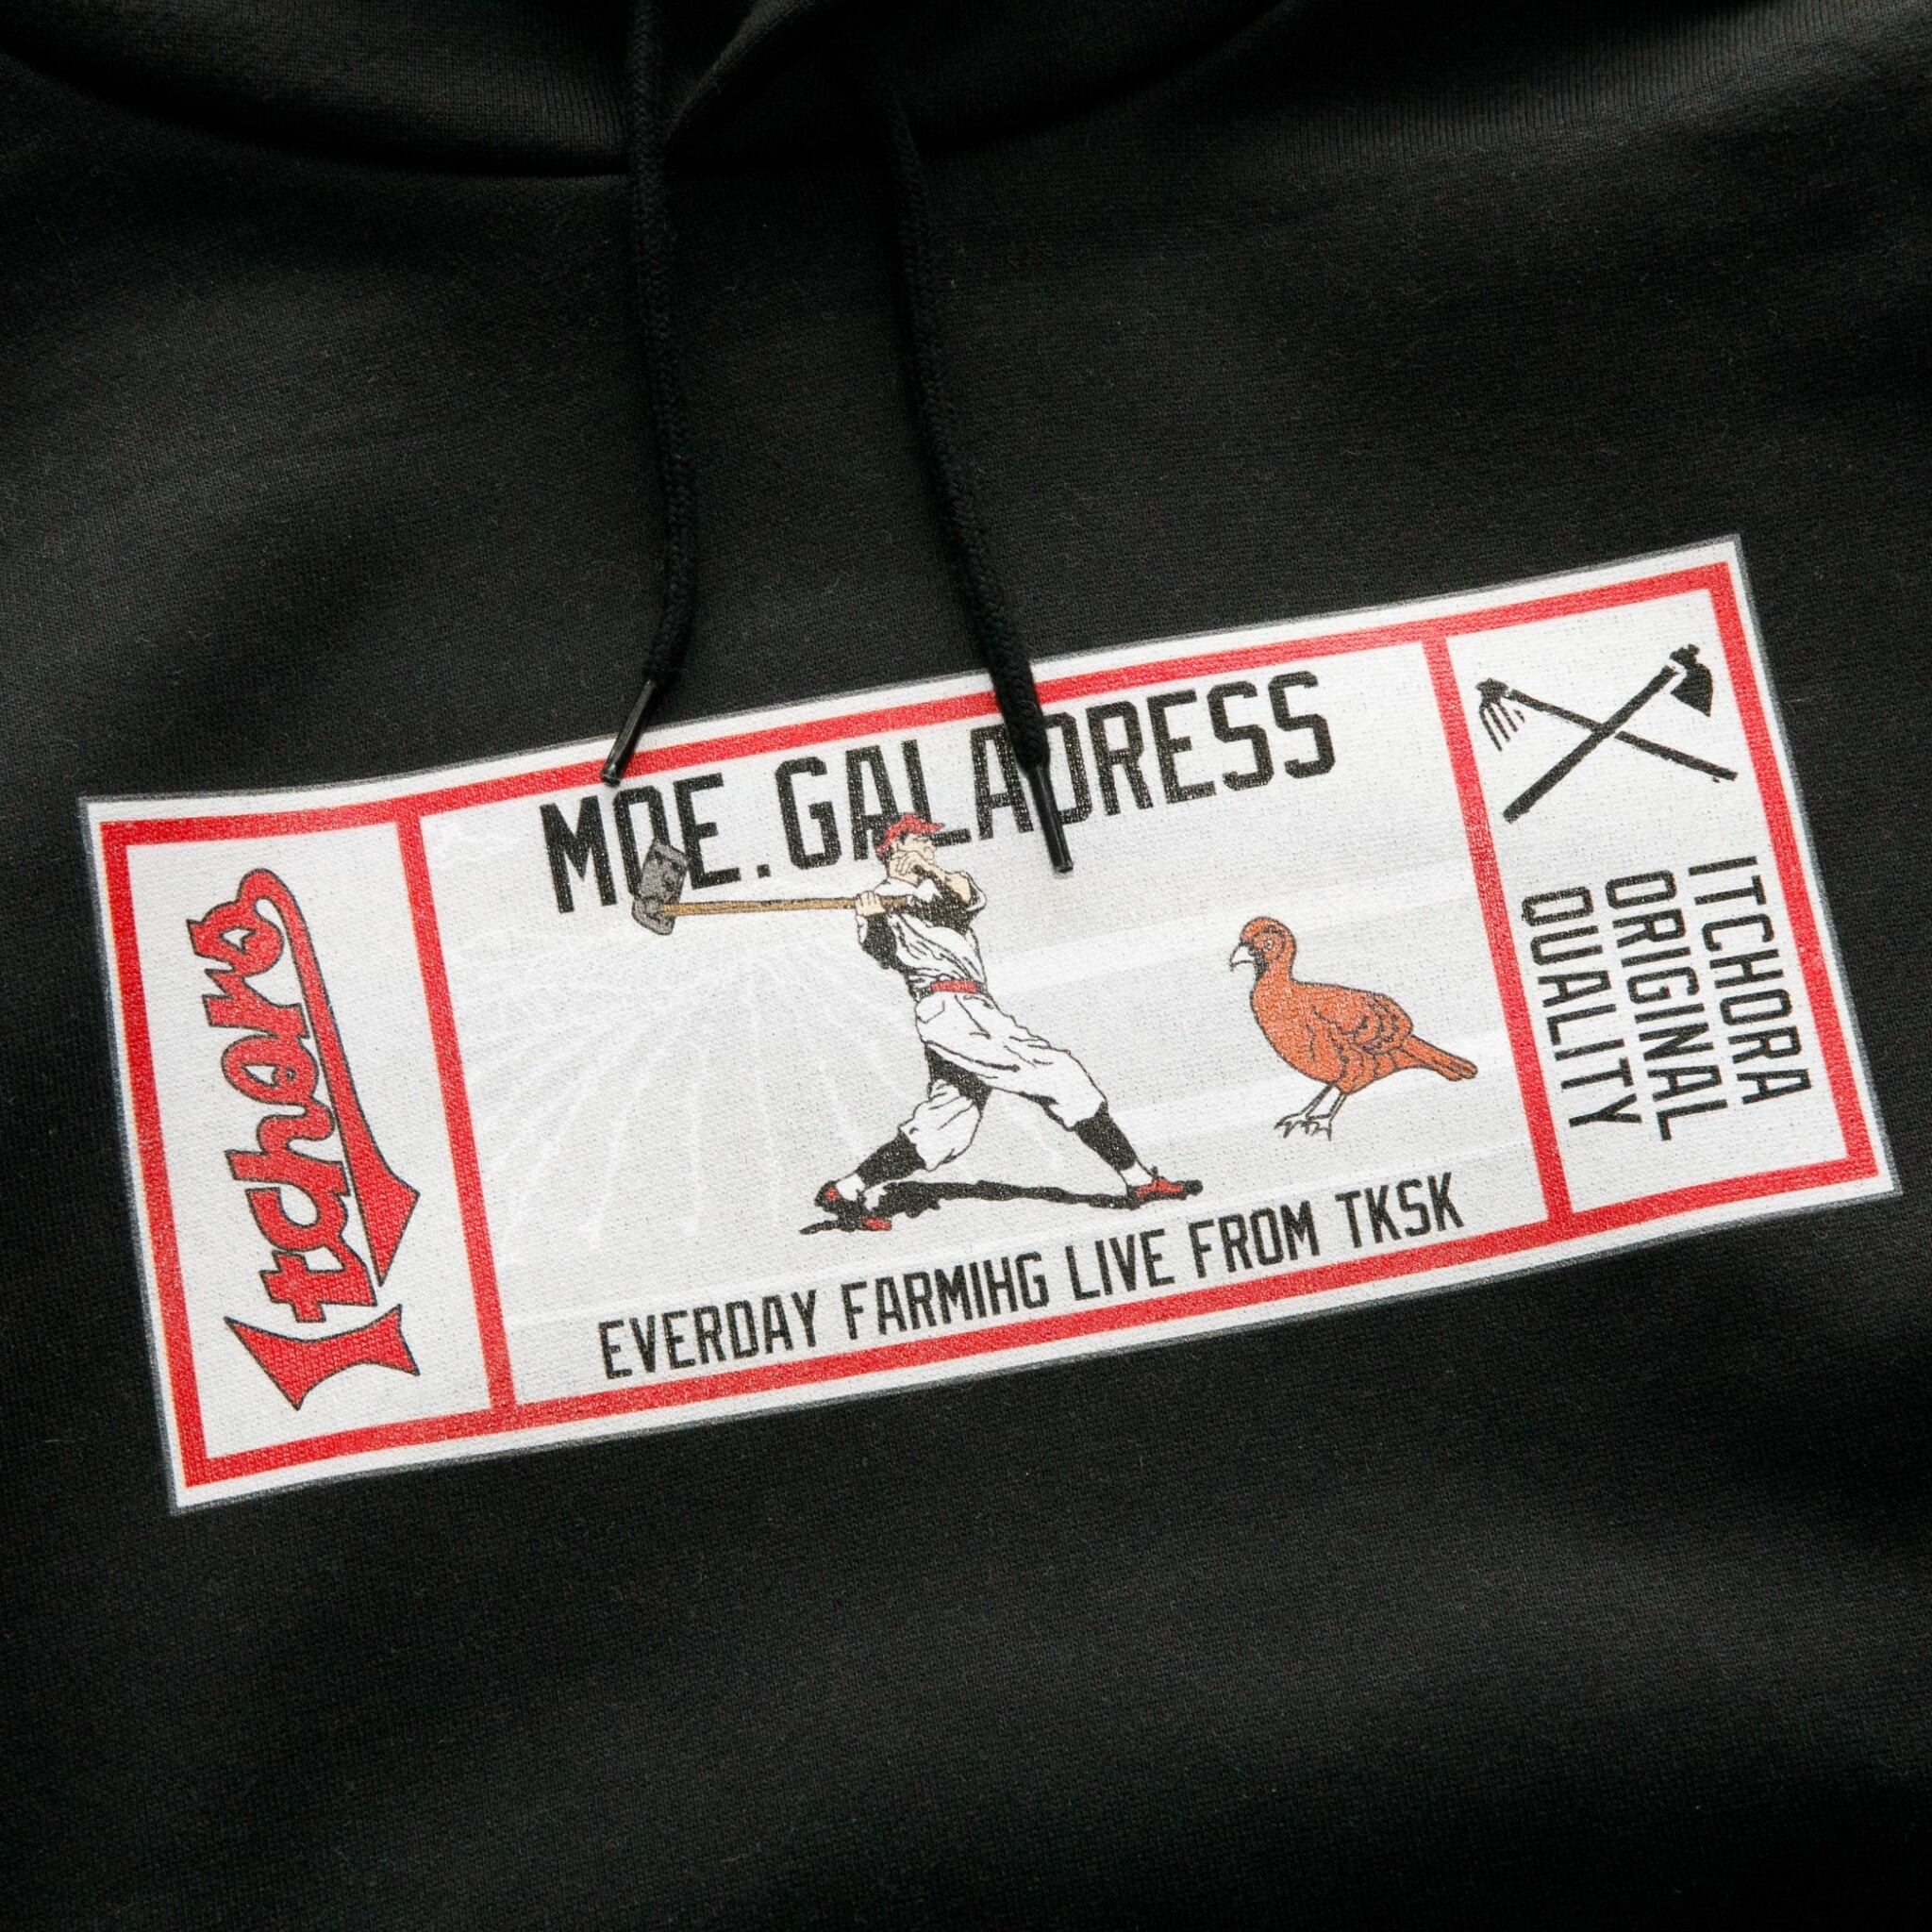 Itchora
MOE.GALADRESS
EVERDAY FARMIHG LIVE FROM TKSK
ITCHORA
ORIGINAL
QUALITY